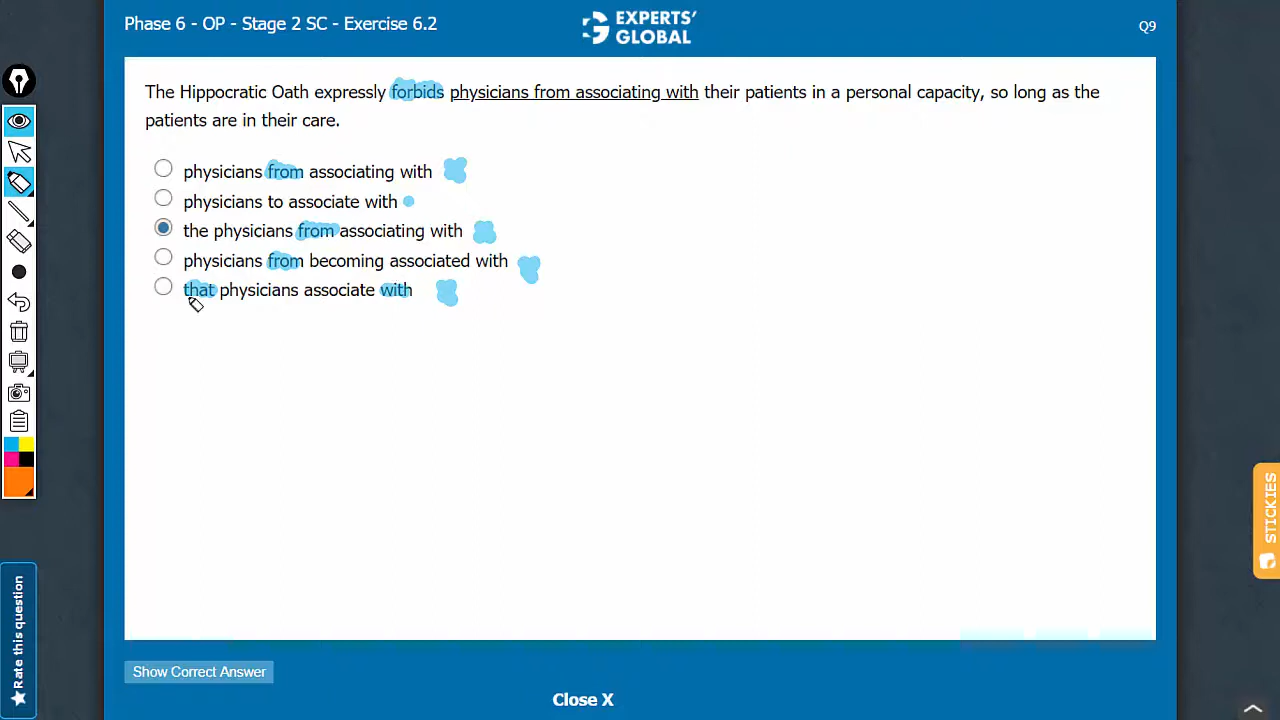 Phase 6 - OP - Stage 2 SC - Exercise 6.2
EXPERTS'
GLOBAL
Q9
The Hippocratic Oath expressly forbids physicians from associating with their patients in a personal capacity, so long as the
patients are in their care.
physicians from associating with
physicians to associate with
the physicians from associating with
physicians from becoming associated with
that physicians associate with
STICKIES
Rate this question
Show Correct Answer
Close X